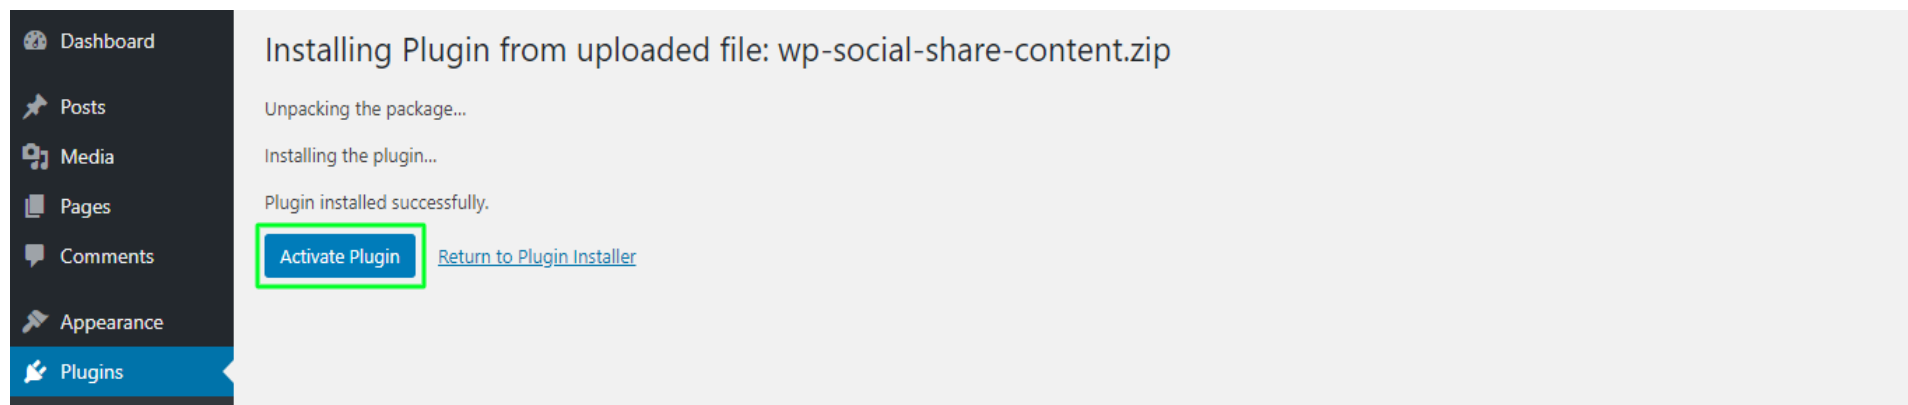 Dashboard
Posts
Media
Pages
Comments
Appearance
Plugins
Installing Plugin from uploaded file: wp-social-share-content.zip
Unpacking the package...
Installing the plugin...
Plugin installed successfully.
Activate Plugin Return to Plugin Installer